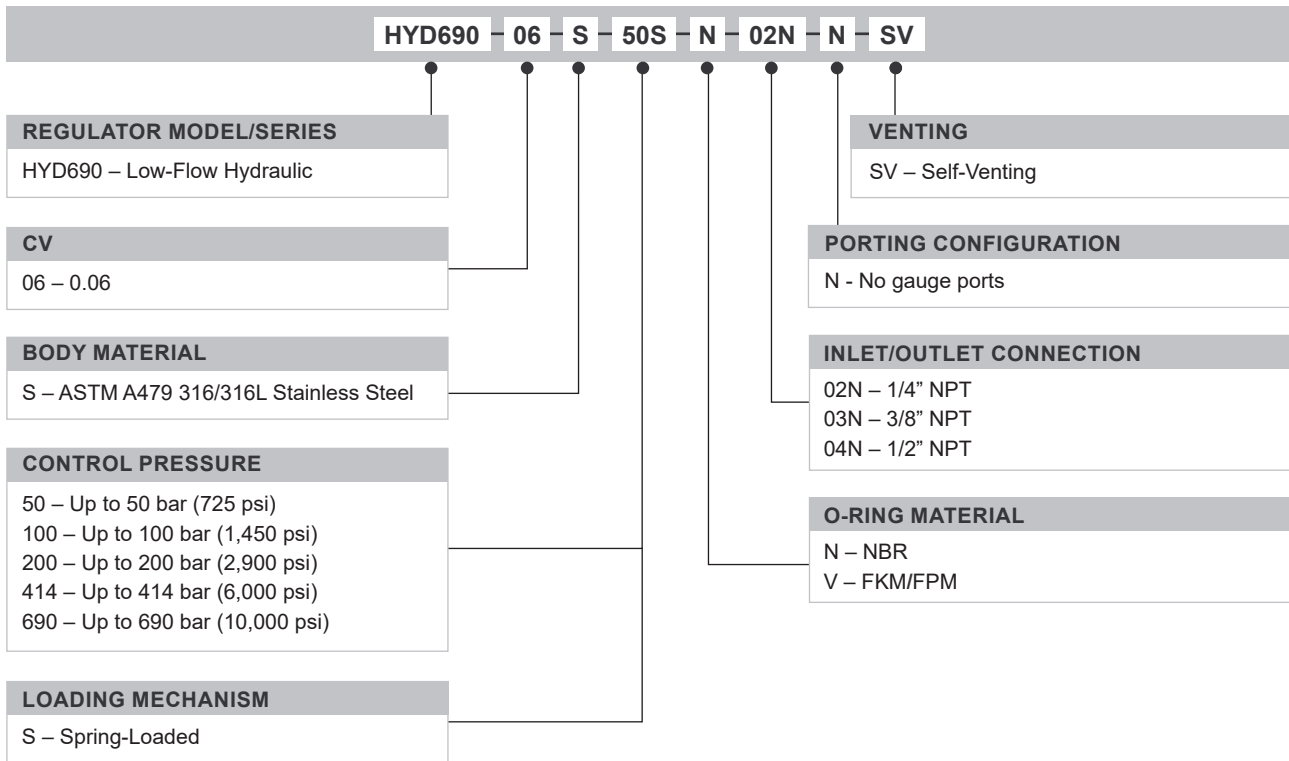 HYD690 - 06 - S - 50S - N - 02N - N - SV
REGULATOR MODEL/SERIES
HYD690 – Low-Flow Hydraulic
CV
06 – 0.06
BODY MATERIAL
S – ASTM A479 316/316L Stainless Steel
CONTROL PRESSURE
50 – Up to 50 bar (725 psi)
100 – Up to 100 bar (1,450 psi)
200 – Up to 200 bar (2,900 psi)
414 – Up to 414 bar (6,000 psi)
690 – Up to 690 bar (10,000 psi)
LOADING MECHANISM
S – Spring-Loaded
VENTING
SV – Self-Venting
PORTING CONFIGURATION
N - No gauge ports
INLET/OUTLET CONNECTION
02N – 1/4” NPT
03N – 3/8” NPT
04N – 1/2” NPT
O-RING MATERIAL
N – NBR
V – FKM/FPM